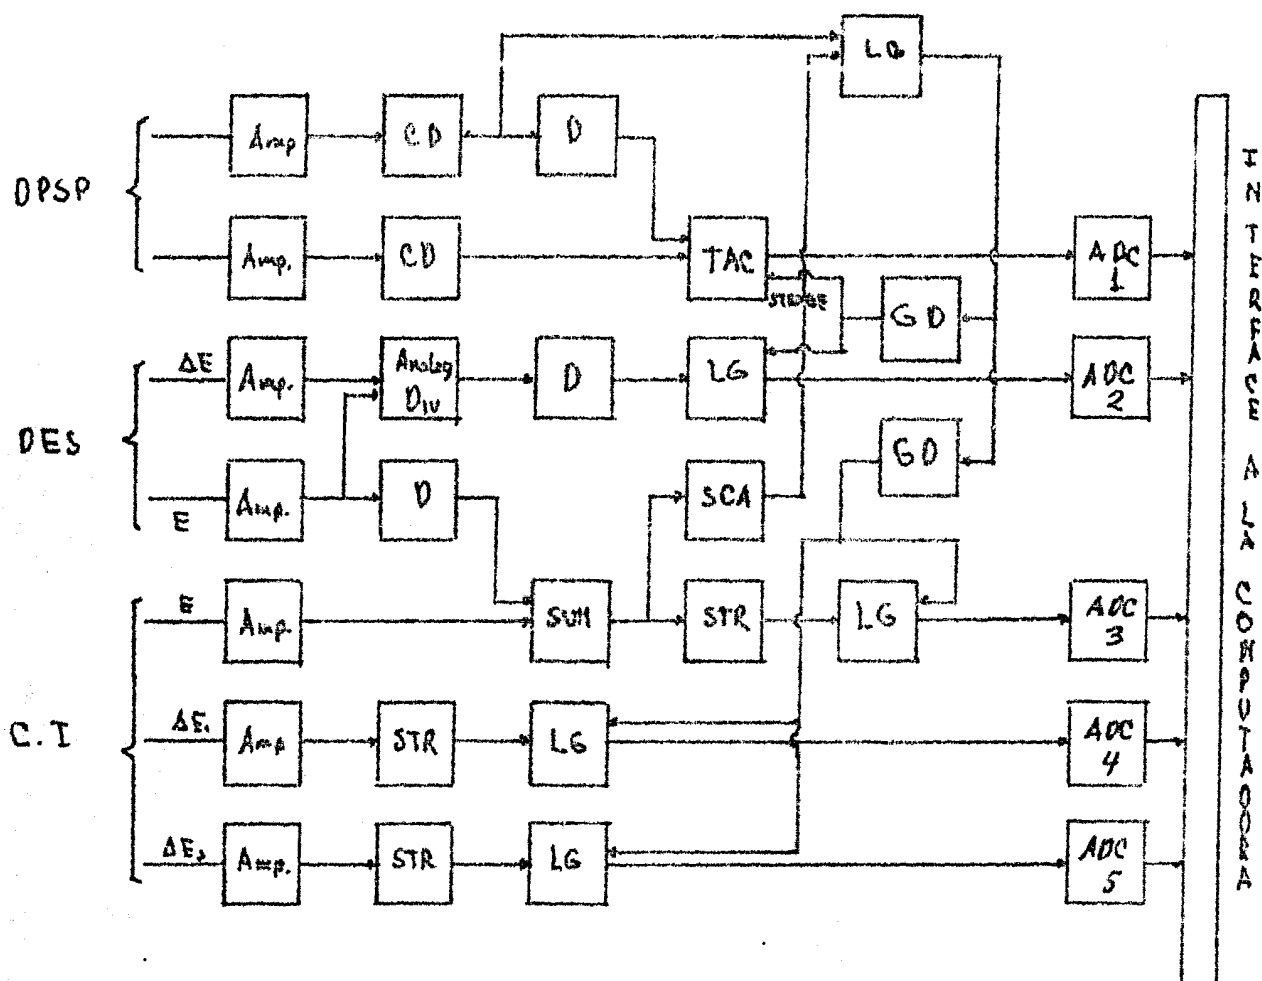 LG
Amp
CD
D
DPSP
Amp.
CD
TAC
ADC
1
STROBE
GD
ΔE
Amp.
Analog
Div
D
LG
ADC
2
DES
GD
E
Amp.
D
SCA
E
Amp.
SUM
STR
LG
ADC
3
C.I
ΔE₁
Amp
STR
LG
ADC
4
ΔE₂
Amp.
STR
LG
ADC
5
INTERFACE A LA COMPUTADORA